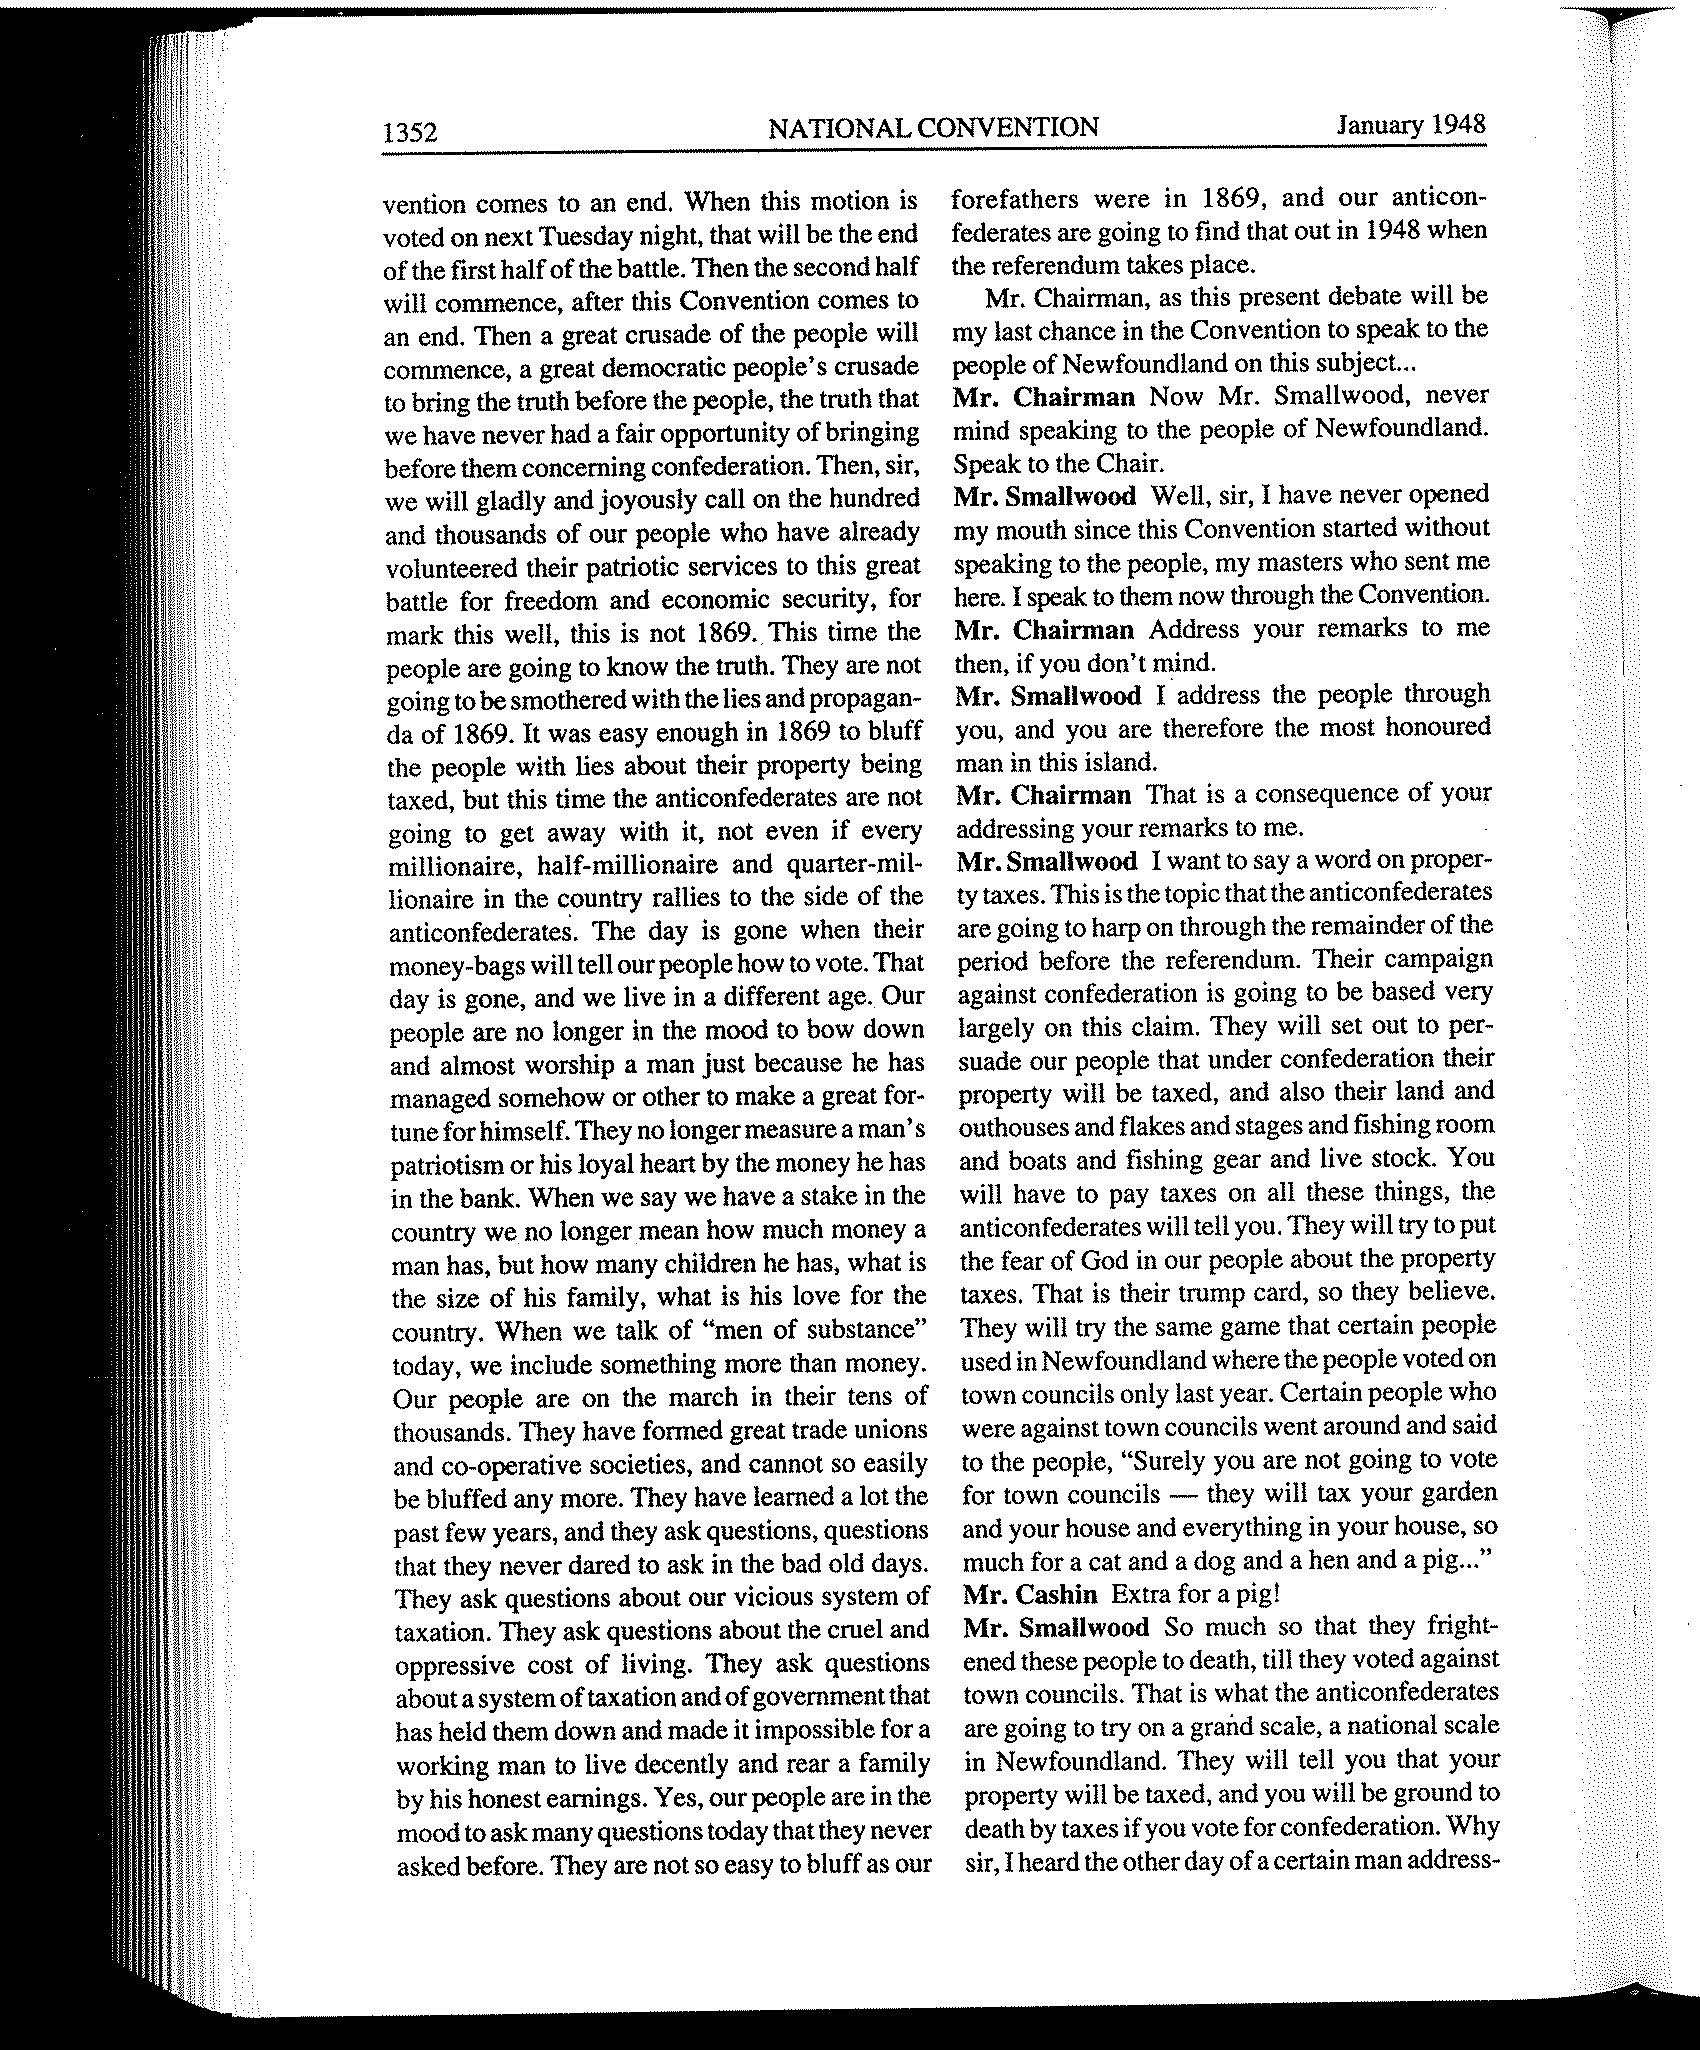 1352 NATIONAL CONVENTION January 1948
vention comes to an end. When this motion is
voted on next Tuesday night, that will be the end
of the first half of the battle. Then the second half
will commence, after this Convention comes to
an end. Then a great crusade of the people will
commence, a great democratic people's crusade
to bring the truth before the people, the truth that
we have never had a fair opportunity of bringing
before them concerning confederation. Then, sir,
we will gladly and joyously call on the hundred
and thousands of our people who have already
volunteered their patriotic services to this great
battle for freedom and economic security, for
mark this well, this is not 1869. This time the
people are going to know the truth. They are not
going to be smothered with the lies and propagan-
da of 1869. It was easy enough in 1869 to bluff
the people with lies about their property being
taxed, but this time the anticonfederates are not
going to get away with it, not even if every
millionaire, half-millionaire and quarter-mil-
lionaire in the country rallies to the side of the
anticonfederates. The day is gone when their
money-bags will tell our people how to vote. That
day is gone, and we live in a different age. Our
people are no longer in the mood to bow down
and almost worship a man just because he has
managed somehow or other to make a great for-
tune for himself. They no longer measure a man's
patriotism or his loyal heart by the money he has
in the bank. When we say we have a stake in the
country we no longer mean how much money a
man has, but how many children he has, what is
the size of his family, what is his love for the
country. When we talk of “men of substance”
today, we include something more than money.
Our people are on the march in their tens of
thousands. They have formed great trade unions
and co-operative societies, and cannot so easily
be bluffed any more. They have learned a lot the
past few years, and they ask questions, questions
that they never dared to ask in the bad old days.
They ask questions about our vicious system of
taxation. They ask questions about the cruel and
oppressive cost of living. They ask questions
about a system of taxation and of government that
has held them down and made it impossible for a
working man to live decently and rear a family
by his honest earnings. Yes, our people are in the
mood to ask many questions today that they never
asked before. They are not so easy to bluff as our
forefathers were in 1869, and our anticon-
federates are going to find that out in 1948 when
the referendum takes place.
Mr. Chairman, as this present debate will be
my last chance in the Convention to speak to the
people of Newfoundland on this subject...
Mr. Chairman Now Mr. Smallwood, never
mind speaking to the people of Newfoundland.
Speak to the Chair.
Mr. Smallwood Well, sir, I have never opened
my mouth since this Convention started without
speaking to the people, my masters who sent me
here. I speak to them now through the Convention.
Mr. Chairman Address your remarks to me
then, if you don't mind.
Mr. Smallwood I address the people through
you, and you are therefore the most honoured
man in this island.
Mr. Chairman That is a consequence of your
addressing your remarks to me.
Mr. Smallwood I want to say a word on proper-
ty taxes. This is the topic that the anticonfederates
are going to harp on through the remainder of the
period before the referendum. Their campaign
against confederation is going to be based very
largely on this claim. They will set out to per-
suade our people that under confederation their
property will be taxed, and also their land and
outhouses and flakes and stages and fishing room
and boats and fishing gear and live stock. You
will have to pay taxes on all these things, the
anticonfederates will tell you. They will try to put
the fear of God in our people about the property
taxes. That is their trump card, so they believe.
They will try the same game that certain people
used in Newfoundland where the people voted on
town councils only last year. Certain people who
were against town councils went around and said
to the people, “Surely you are not going to vote
for town councils — they will tax your garden
and your house and everything in your house, so
much for a cat and a dog and a hen and a pig...”
Mr. Cashin Extra for a pig!
Mr. Smallwood So much so that they fright-
ened these people to death, till they voted against
town councils. That is what the anticonfederates
are going to try on a grand scale, a national scale
in Newfoundland. They will tell you that your
property will be taxed, and you will be ground to
death by taxes if you vote for confederation. Why
sir, I heard the other day of a certain man address-